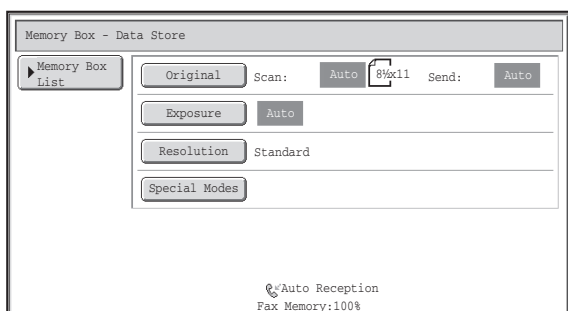 Memory Box - Data Store
Memory Box
List
Original Scan: Auto 8½x11 Send: Auto
Exposure Auto
Resolution Standard
Special Modes
Auto Reception
Fax Memory:100%